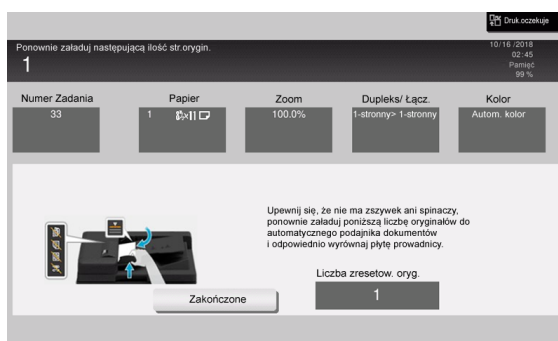 Druk.oczekuje
Ponownie załaduj następującą ilość str.orygin.
1
10/16 /2018
02:45
Pamięć
99 %
Numer Zadania
Papier
Zoom
Dupleks/ Łącz.
Kolor
33
1
100.0%
1-stronny> 1-stronny
Autom. kolor
Upewnij się, że nie ma zszywek ani spinaczy,
ponownie załaduj poniższą liczbę oryginałów do
automatycznego podajnika dokumentów
i odpowiednio wyrównaj płytę prowadnicy.
Liczba zresetow. oryg.
1
Zakończone